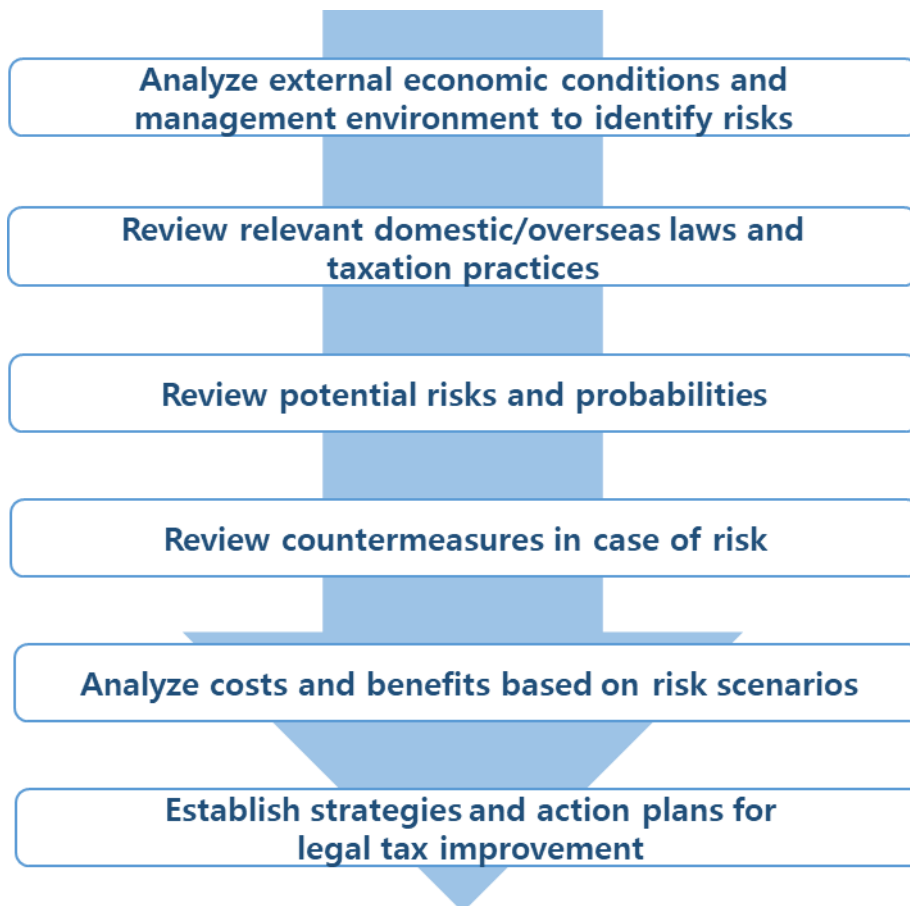 Analyze external economic conditions and
management environment to identify risks
Review relevant domestic/overseas laws and
taxation practices
Review potential risks and probabilities
Review countermeasures in case of risk
Analyze costs and benefits based on risk scenarios
Establish strategies and action plans for
legal tax improvement